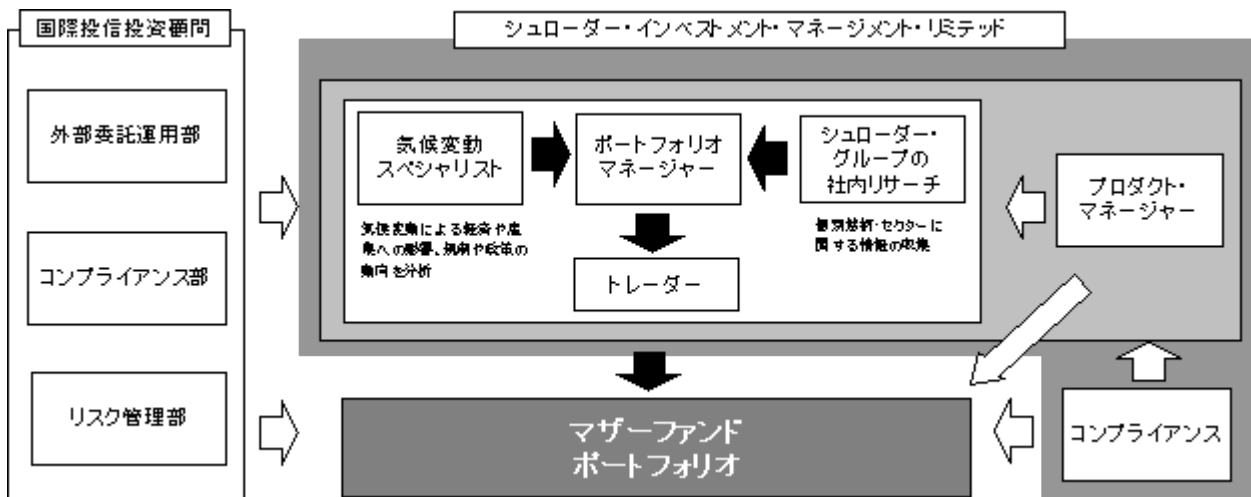 国際投信投資顧問
外部委託運用部
コンプライアンス部
リスク管理部
シュローダー・インベストメント・マネージメント・リミテッド
気候変動
スペシャリスト
気候変動による経済や産
業への影響、規制や政策の
動向を分析
ポートフォリオ
マネージャー
シュローダー・
グループの
社内リサーチ
個別銘柄・セクターに
関する情報の収集
トレーダー
プロダクト・
マネージャー
マザーファンド
ポートフォリオ
コンプライアンス